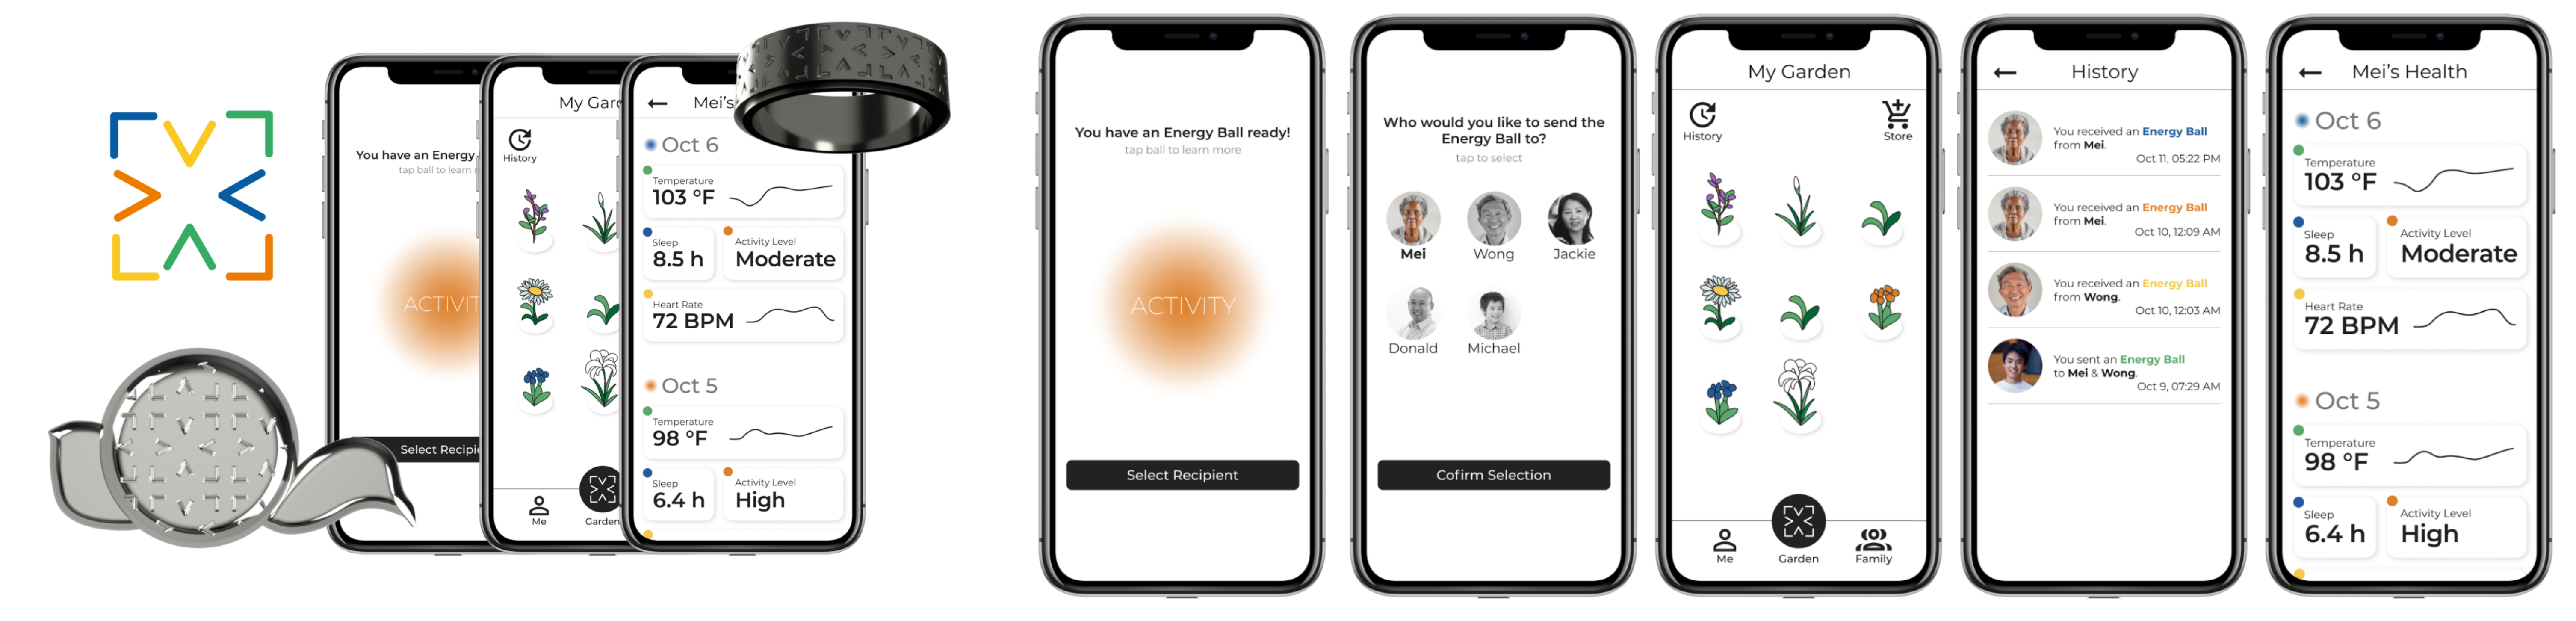 You have an Energy
tap ball to learn
ACTIVIT
Select Recipie
My Gar
History
Me
Garden
Mei's
Oct 6
Temperature
103 °F
Sleep
8.5 h
Activity Level
Moderate
Heart Rate
72 BPM
Oct 5
Temperature
98 °F
Sleep
6.4 h
Activity Level
High
You have an Energy Ball ready!
tap ball to learn more
ACTIVITY
Select Recipient
Who would you like to send the
Energy Ball to?
tap to select
Mei
Wong
Jackie
Donald
Michael
Cofirm Selection
My Garden
History
Store
Me
Garden
Family
History
You received an Energy Ball
from Mei.
Oct 11, 05:22 PM
You received an Energy Ball
from Mei.
Oct 10, 12:09 AM
You received an Energy Ball
from Wong.
Oct 10, 12:03 AM
You sent an Energy Ball
to Mei & Wong.
Oct 9, 07:29 AM
Mei's Health
Oct 6
Temperature
103 °F
Sleep
8.5 h
Activity Level
Moderate
Heart Rate
72 BPM
Oct 5
Temperature
98 °F
Sleep
6.4 h
Activity Level
High